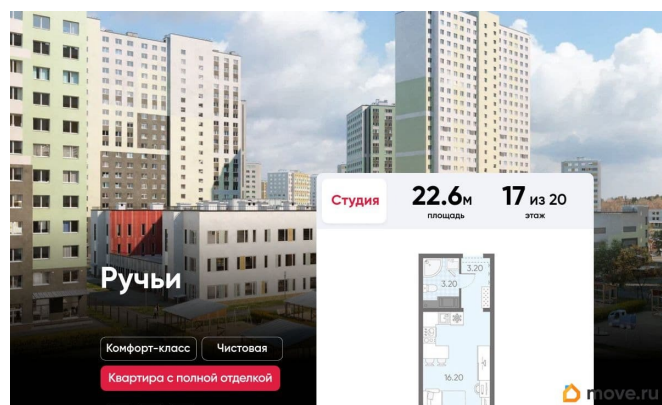 Студия
22.6м
площадь
17 из 20
этаж
3.20
3.20
16.20
Ручьи
Комфорт-класс
Чистовая
Квартира с полной отделкой
move.ru